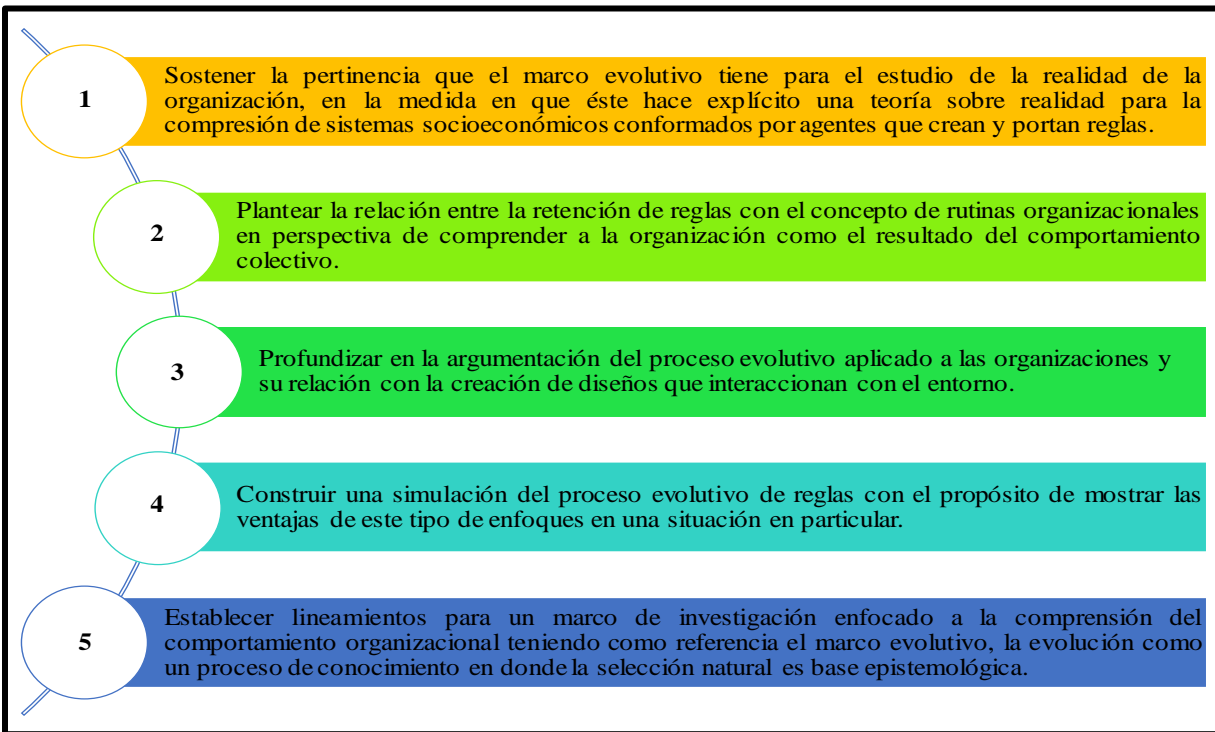 1
Sostener la pertinencia que el marco evolutivo tiene para el estudio de la realidad de la
organización, en la medida en que éste hace explícito una teoría sobre realidad para la
compresión de sistemas socioeconómicos conformados por agentes que crean y portan reglas.
2
Plantear la relación entre la retención de reglas con el concepto de rutinas organizacionales
en perspectiva de comprender a la organización como el resultado del comportamiento
colectivo.
3
Profundizar en la argumentación del proceso evolutivo aplicado a las organizaciones y
su relación con la creación de diseños que interaccionan con el entorno.
4
Construir una simulación del proceso evolutivo de reglas con el propósito de mostrar las
ventajas de este tipo de enfoques en una situación en particular.
5
Establecer lineamientos para un marco de investigación enfocado a la comprensión del
comportamiento organizacional teniendo como referencia el marco evolutivo, la evolución como
un proceso de conocimiento en donde la selección natural es base epistemológica.